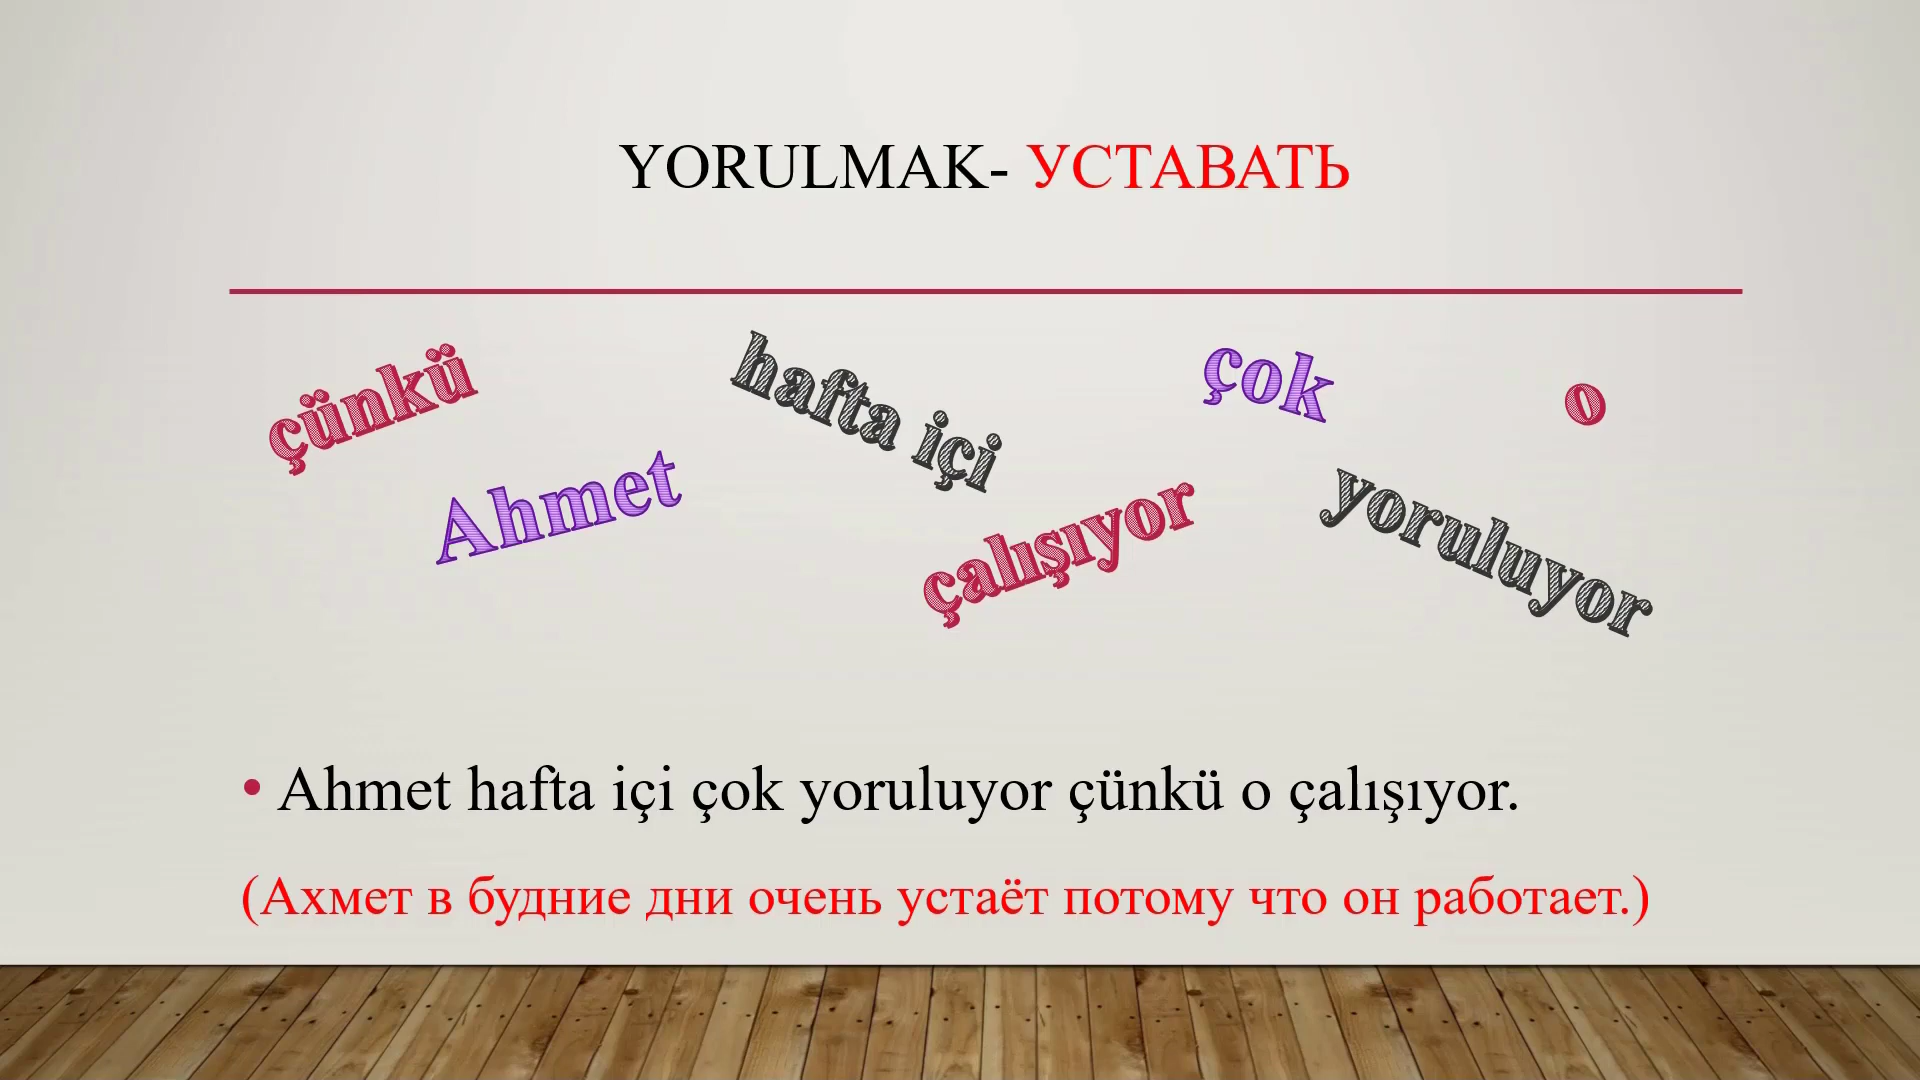 YORULMAK- УСТАВАТЬ
çünkü
hafta içi
çok
o
Ahmet
çalışıyor
yoruluyor
• Ahmet hafta içi çok yoruluyor çünkü o çalışıyor.
(Ахмет в будние дни очень устаёт потому что он работает.)